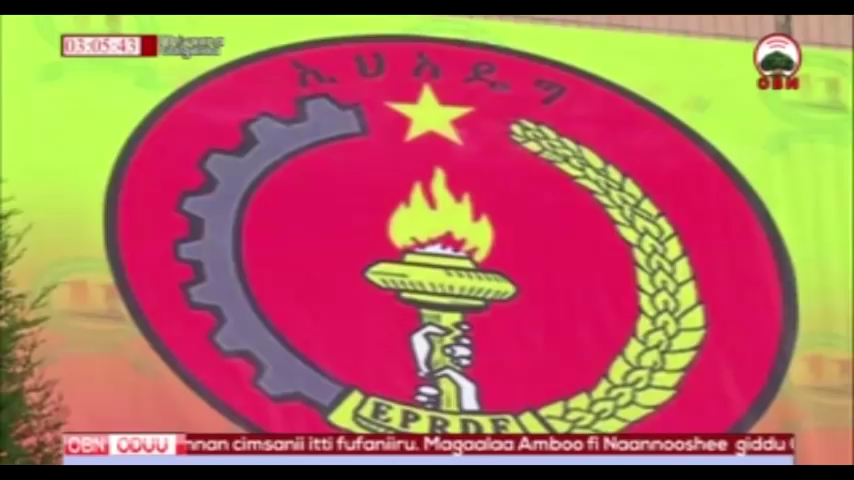 03:05:43
OBN
ኢህአዴግ
EPRDF
OBN ODUU nnan cimsanii itti fufaniiru. Magaalaa Amboo fi Naannooshee giddu